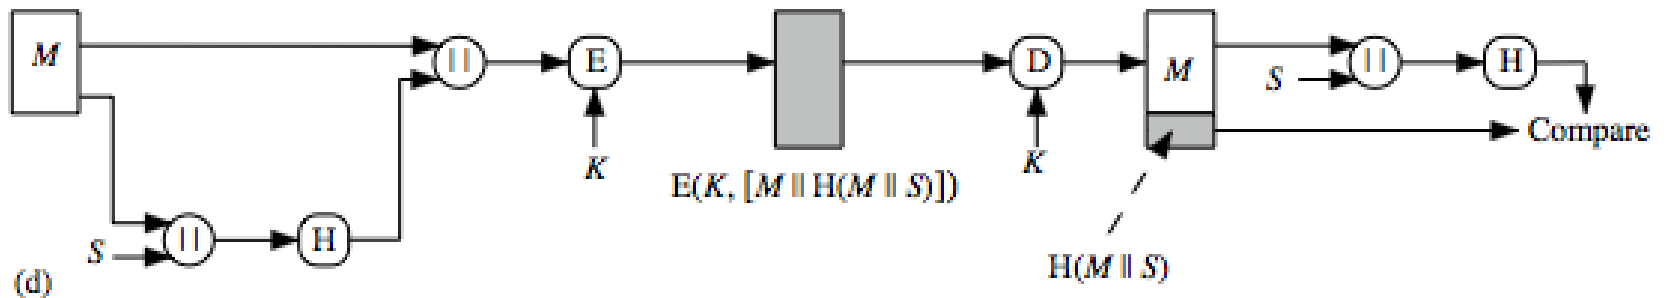 M || E D M S || H
K K Compare
E(K, [M || H(M || S)])
S || H
H(M || S)
(d)